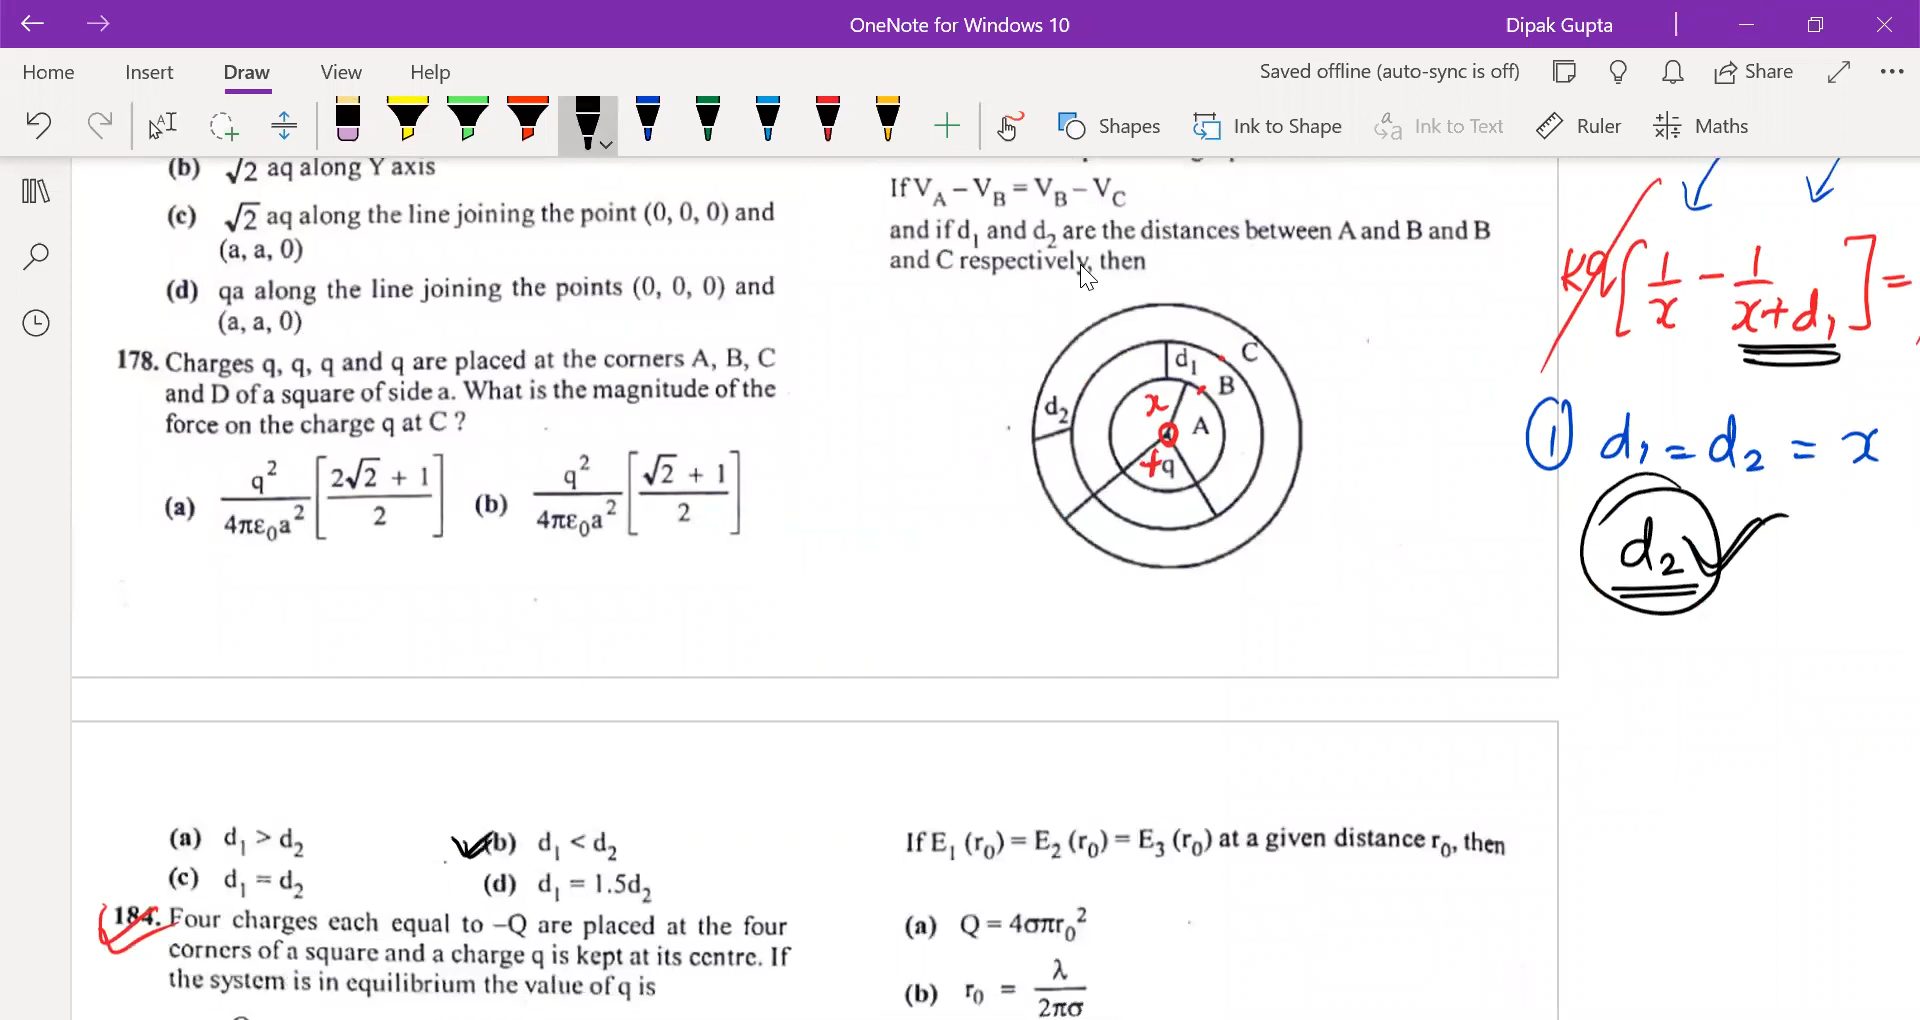 OneNote for Windows 10
Dipak Gupta
Home Insert Draw View Help
Saved offline (auto-sync is off) Share
Shapes Ink to Shape Ink to Text Ruler Maths
(b) √2 aq along Y axis
(c) √2 aq along the line joining the point (0, 0, 0) and
(a, a, 0)
(d) qa along the line joining the points (0, 0, 0) and
(a, a, 0)
178. Charges q, q, q and q are placed at the corners A, B, C
and D of a square of side a. What is the magnitude of the
force on the charge q at C ?
(a) q²/4πε₀a² [2√2 + 1 / 2] (b) q²/4πε₀a² [√2 + 1 / 2]
If V_A – V_B = V_B – V_C
and if d₁ and d₂ are the distances between A and B and B
and C respectively, then
d₁ C
d₂ x B
A
+q
Kq [1/x − 1/(x+d₁)] =
① d₁ = d₂ = x
d₂
(a) d₁ > d₂ (b) d₁ < d₂
(c) d₁ = d₂ (d) d₁ = 1.5d₂
184. Four charges each equal to –Q are placed at the four
corners of a square and a charge q is kept at its centre. If
the system is in equilibrium the value of q is
If E₁ (r₀) = E₂ (r₀) = E₃ (r₀) at a given distance r₀, then
(a) Q = 4σπr₀²
(b) r₀ = λ/2πσ